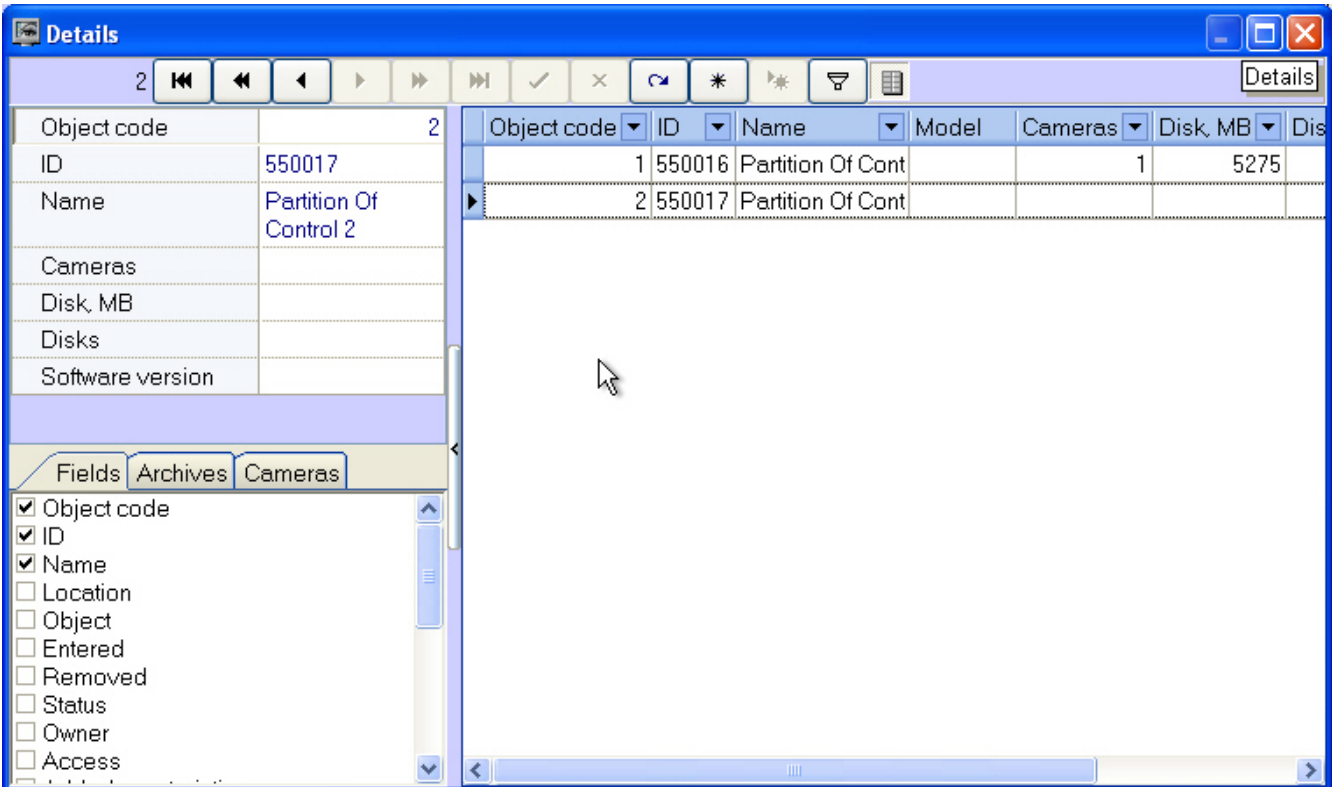 Details
2
Details
Object code 2
ID 550017
Name Partition Of
Control 2
Cameras
Disk, MB
Disks
Software version
Fields Archives Cameras
Object code
ID
Name
Location
Object
Entered
Removed
Status
Owner
Access
Object code ID Name Model Cameras Disk, MB Dis
1 550016 Partition Of Cont 1 5275
2 550017 Partition Of Cont